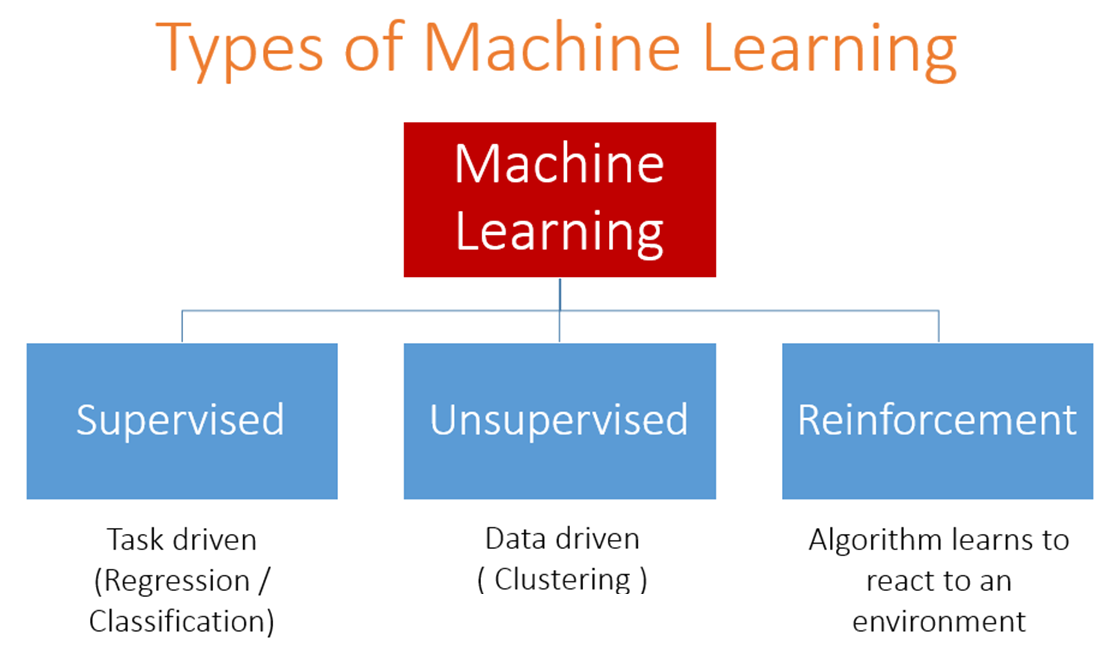 Types of Machine Learning
Machine
Learning
Supervised
Unsupervised
Reinforcement
Task driven
(Regression /
Classification)
Data driven
( Clustering )
Algorithm learns to
react to an
environment